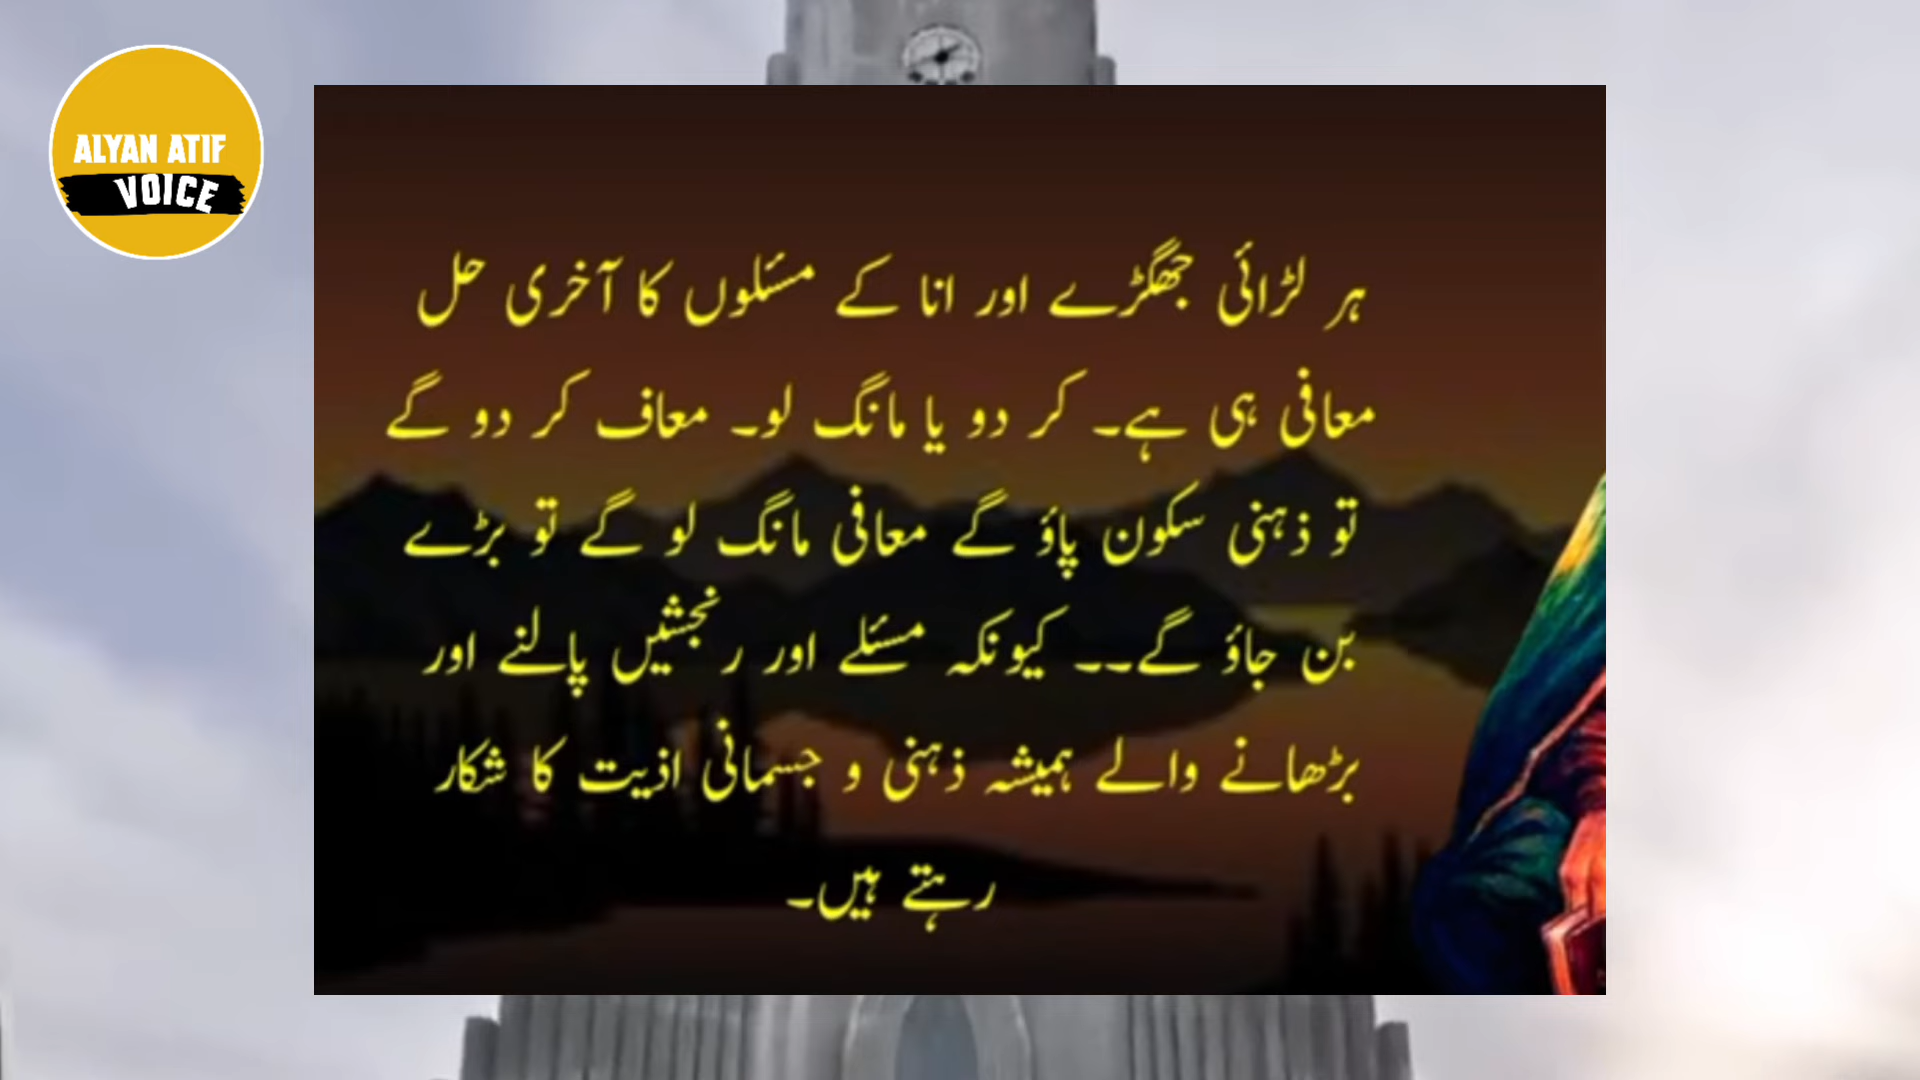 ALYAN ATIF
VOICE
ہر لڑائی جھگڑے اور انا کے مسئلوں کا آخری حل
معافی ہی ہے۔ کر دو یا مانگ لو۔ معاف کر دو گے
تو ذہنی سکون پاؤ گے معافی مانگ لو گے تو بڑے
بن جاؤ گے۔۔ کیونکہ مسئلے اور رنجشیں پالنے اور
بڑھانے والے ہمیشہ ذہنی و جسمانی اذیت کا شکار
رہتے ہیں۔